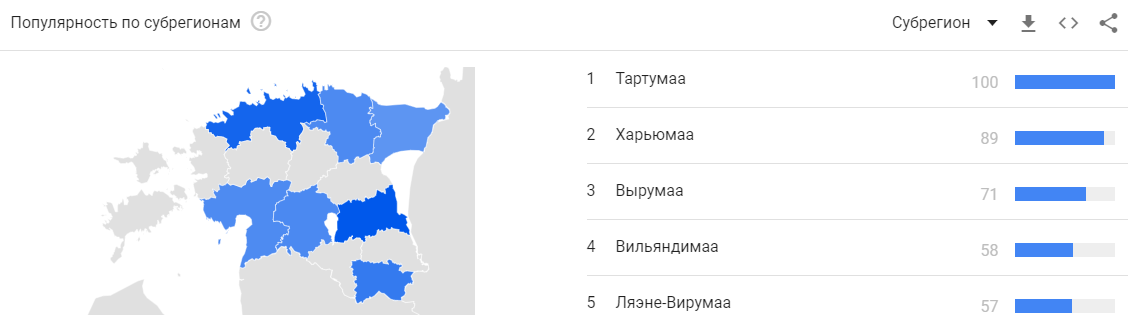 Популярность по субрегионам ?
Субрегион
1 Тартумаа 100
2 Харьюмаа 89
3 Вырумаа 71
4 Вильяндимаа 58
5 Ляэне-Вирумаа 57